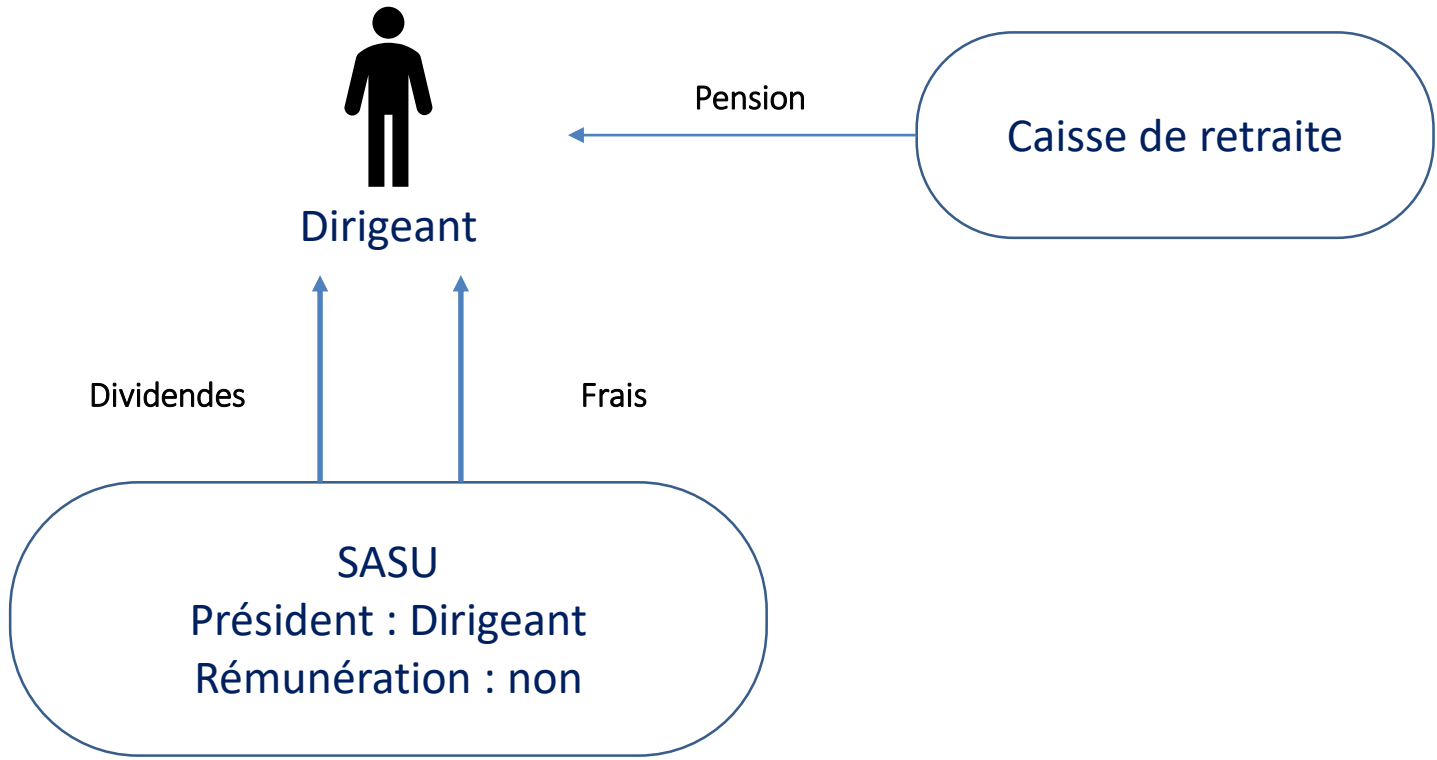 Pension
Caisse de retraite
Dirigeant
Dividendes
Frais
SASU
Président : Dirigeant
Rémunération : non